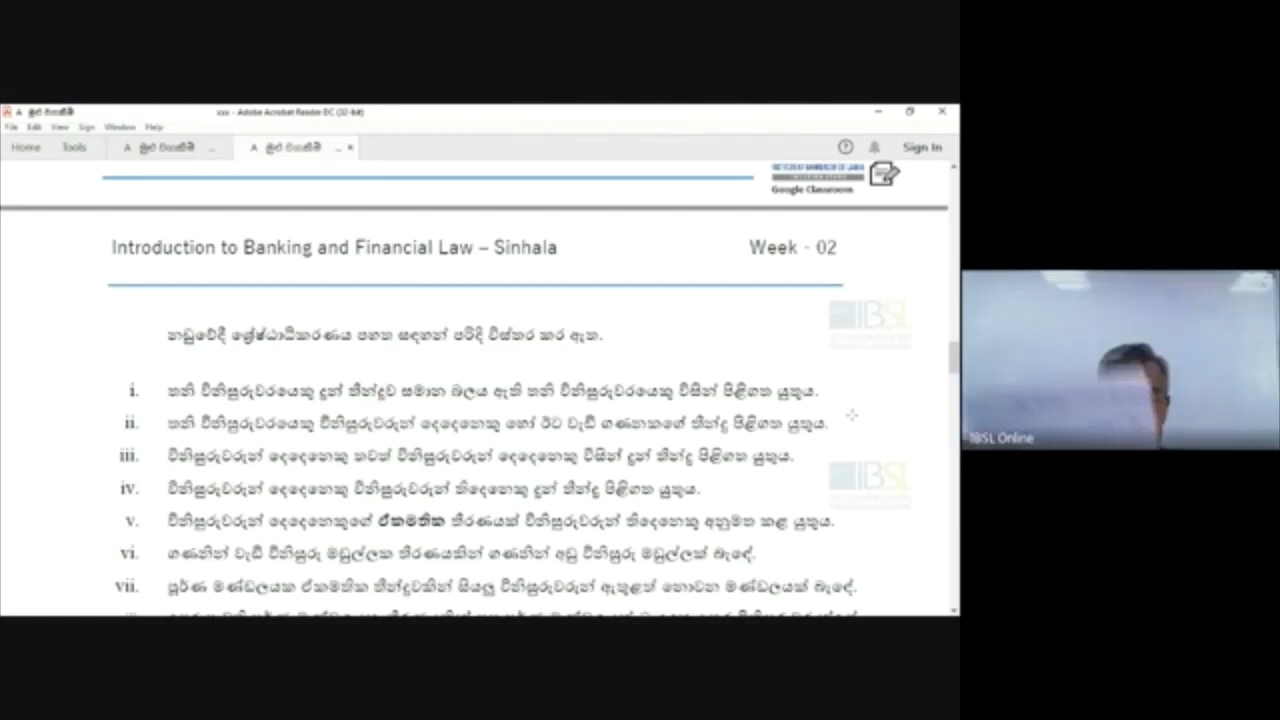 A මුල් පිටපත්
xxx - Adobe Acrobat Reader DC (32-bit)
File Edit View Sign Window Help
Home Tools A ... A ... × Sign In
Google Classroom
Introduction to Banking and Financial Law – Sinhala Week - 02
නඩුවේදී ශ්‍රේෂ්ඨාධිකරණය පහත සඳහන් පරිදි විස්තර කර ඇත.
i. තනි විනිසුරුවරයෙකු දුන් තීන්දුව සමාන බලය ඇති තනි විනිසුරුවරයෙකු විසින් පිළිගත යුතුය.
ii. තනි විනිසුරුවරයෙකු විනිසුරුවරුන් දෙදෙනෙකු හෝ ඊට වැඩි ගණනකගේ තීන්දු පිළිගත යුතුය.
iii. විනිසුරුවරුන් දෙදෙනෙකු තවත් විනිසුරුවරුන් දෙදෙනෙකු විසින් දුන් තීන්දු පිළිගත යුතුය.
iv. විනිසුරුවරුන් දෙදෙනෙකු විනිසුරුවරුන් තිදෙනෙකු දුන් තීන්දු පිළිගත යුතුය.
v. විනිසුරුවරුන් දෙදෙනෙකුගේ ඒකමතික තීරණයක් විනිසුරුවරුන් තිදෙනෙකු අනුමත කළ යුතුය.
vi. ගණනින් වැඩි විනිසුරු මඩුල්ලක තීරණයකින් ගණනින් අඩු විනිසුරු මඩුල්ලක් බැඳේ.
vii. පූර්ණ මණ්ඩලයක ඒකමතික තීන්දුවකින් සියලු විනිසුරුවරුන් ඇතුළත් නොවන මණ්ඩලයක් බැඳේ.
IBSL
IBSL
IBSL Online